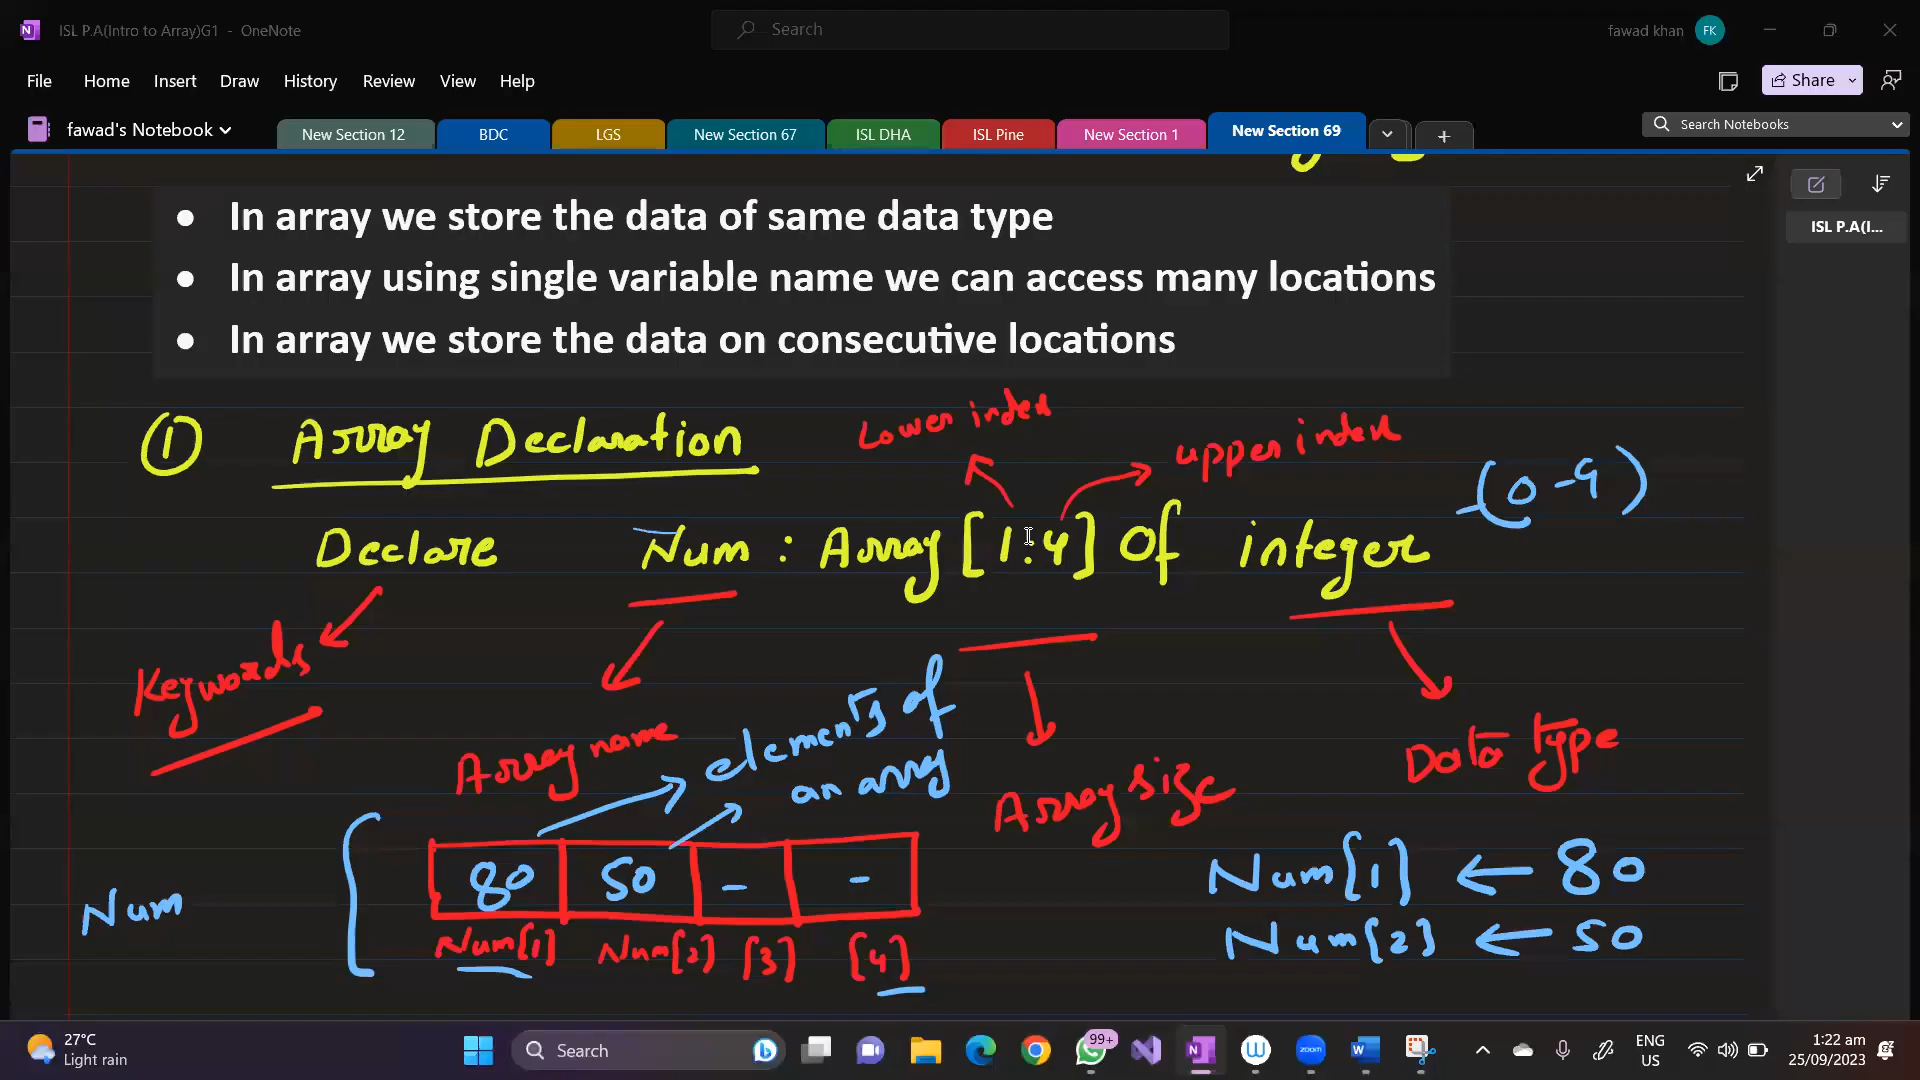 ISL P.A(Intro to Array)G1 - OneNote
Search
fawad khan
FK
File Home Insert Draw History Review View Help
Share
fawad's Notebook
New Section 12
BDC
LGS
New Section 67
ISL DHA
ISL Pine
New Section 1
New Section 69
+
Search Notebooks
ISL P.A(I...
• In array we store the data of same data type
• In array using single variable name we can access many locations
• In array we store the data on consecutive locations
Lower index
upper index
① Array Declaration
(0-9)
Declare Num : Array [1:4] Of integer
Keywords
Array name
elements of
an array
Array size
Data type
Num
80 50 - -
Num[1] Num[2] [3] [4]
Num[1] ← 80
Num[2] ← 50
27°C
Light rain
Search
99+
zoom
ENG
US
1:22 am
25/09/2023